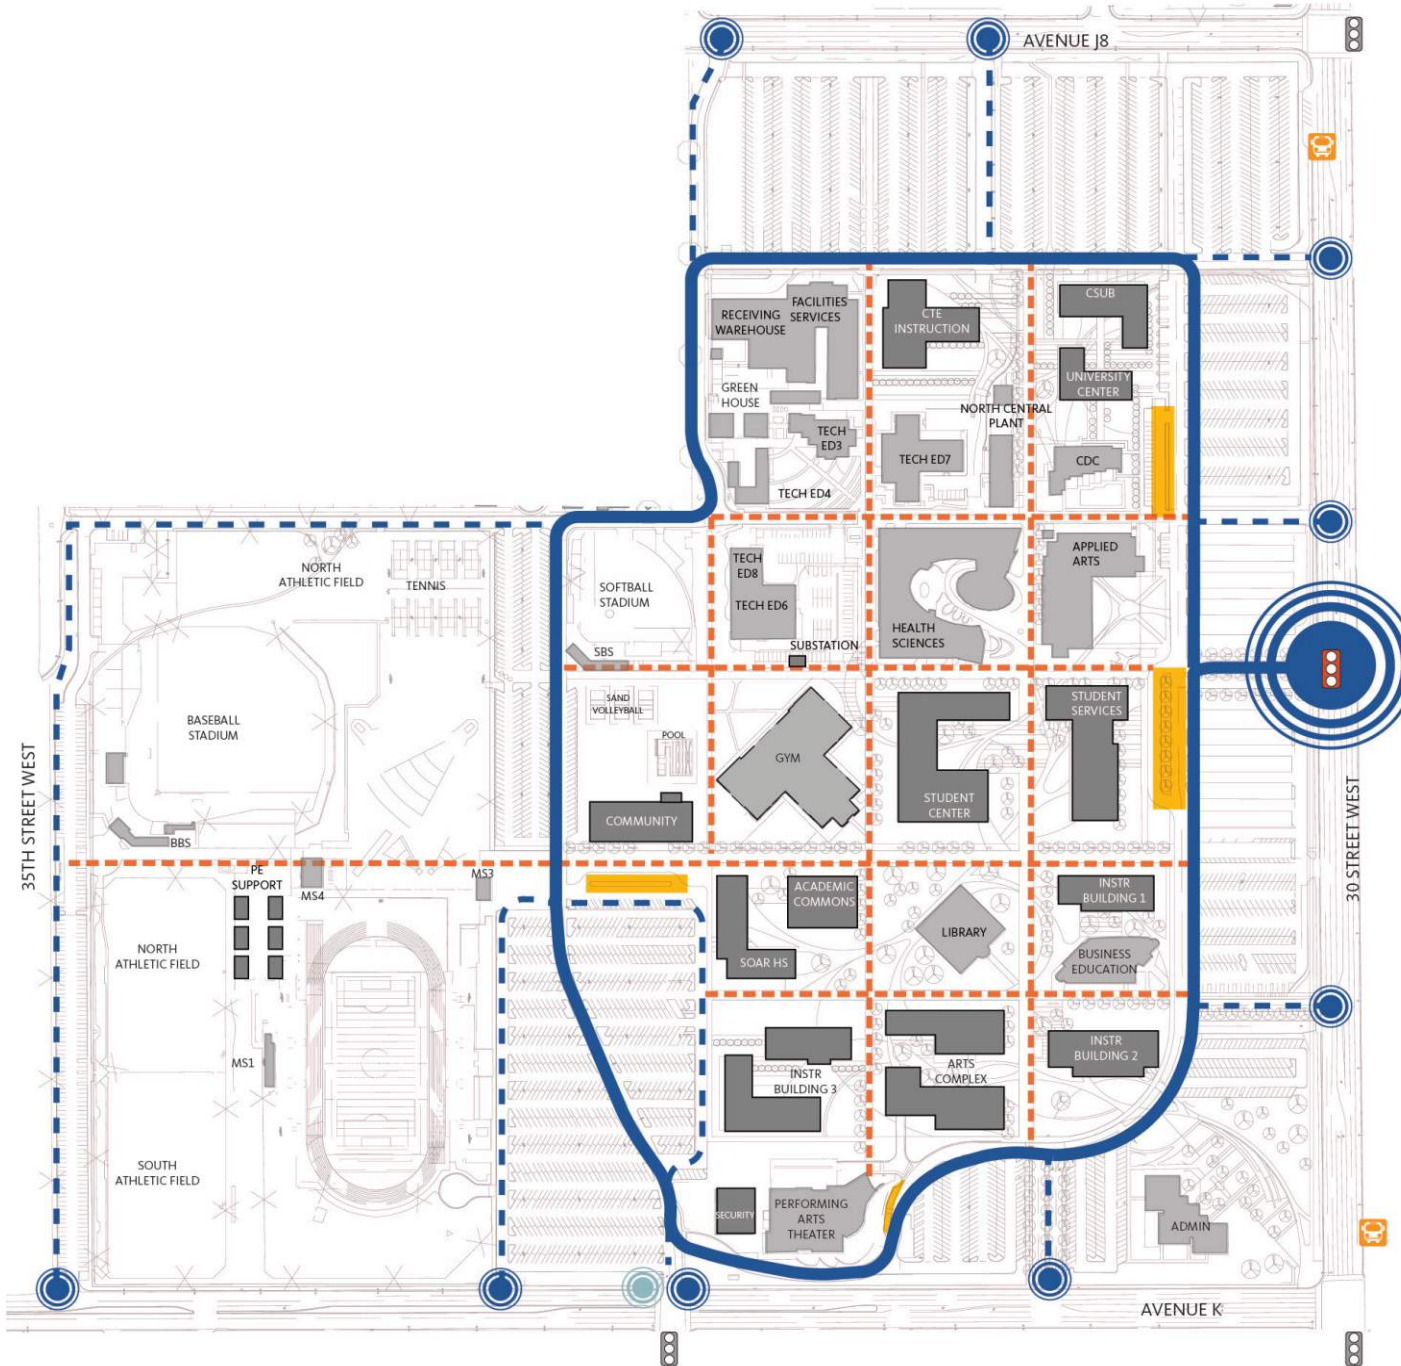 AVENUE J8
FACILITIES
SERVICES
RECEIVING
WAREHOUSE
CTE
INSTRUCTION
CSUB
GREEN
HOUSE
UNIVERSITY
CENTER
NORTH CENTRAL
PLANT
TECH
ED3
TECH ED7
CDC
TECH ED4
NORTH
ATHLETIC FIELD
TENNIS
SOFTBALL
STADIUM
SBS
TECH
ED8
TECH ED6
SUBSTATION
HEALTH
SCIENCES
APPLIED
ARTS
SAND
VOLLEYBALL
POOL
BASEBALL
STADIUM
GYM
STUDENT
SERVICES
STUDENT
CENTER
COMMUNITY
BBS
35TH STREET WEST
30 STREET WEST
PE
SUPPORT
MS4
MS3
ACADEMIC
COMMONS
SOAR HS
LIBRARY
INSTR
BUILDING 1
BUSINESS
EDUCATION
NORTH
ATHLETIC FIELD
MS1
INSTR
BUILDING 3
ARTS
COMPLEX
INSTR
BUILDING 2
SOUTH
ATHLETIC FIELD
SECURITY
PERFORMING
ARTS
THEATER
ADMIN
AVENUE K